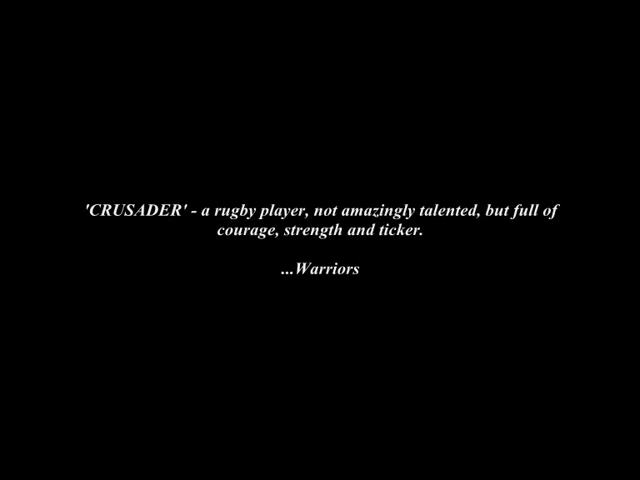 'CRUSADER' - a rugby player, not amazingly talented, but full of
courage, strength and ticker.
...Warriors